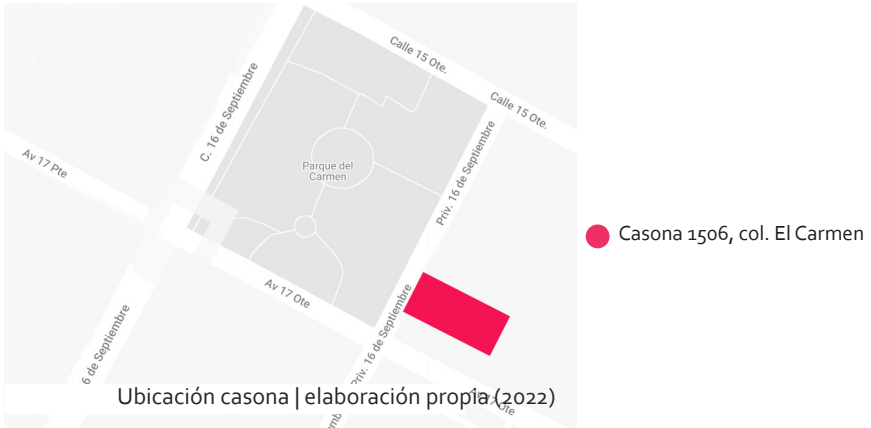 Calle 15 Ote.
Calle 15 Ote.
C. 16 de Septiembre
Av 17 Pte
Parque del
Carmen
Priv. 16 de Septiembre
Casona 1506, col. El Carmen
Av 17 Ote
Priv. 16 de Septiembre
6 de Septiembre
Ubicación casona | elaboración propia (2022)
17 Ote